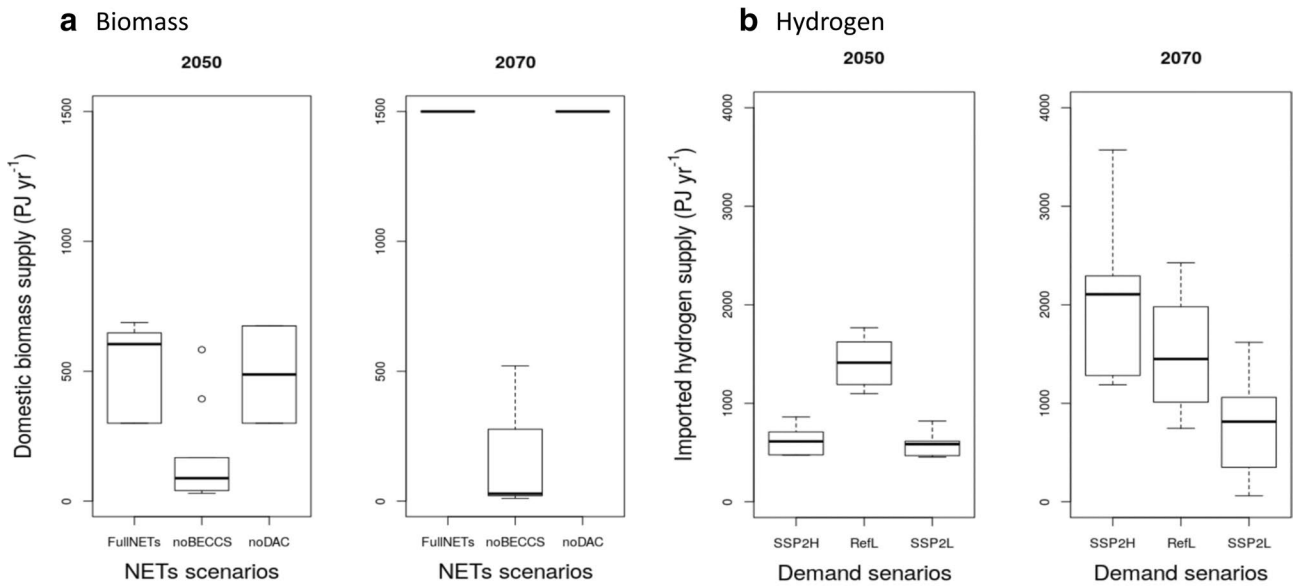 a Biomass
2050
2070
Domestic biomass supply (PJ yr-1)
1500
1000
500
0
FullNETs noBECCS noDAC
NETs scenarios
1500
1000
500
0
FullNETs noBECCS noDAC
NETs scenarios
b Hydrogen
2050
2070
Imported hydrogen supply (PJ yr-1)
4000
3000
2000
1000
0
SSP2H RefL SSP2L
Demand senarios
4000
3000
2000
1000
0
SSP2H RefL SSP2L
Demand senarios